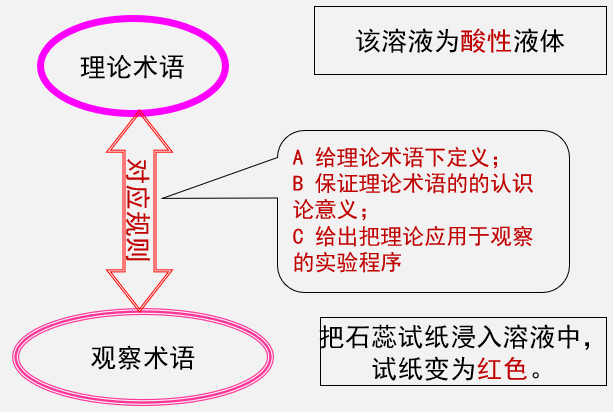 理论术语
该溶液为酸性液体
对应规则
A 给理论术语下定义；
B 保证理论术语的的认识
论意义；
C 给出把理论应用于观察
的实验程序
观察术语
把石蕊试纸浸入溶液中，
试纸变为红色。